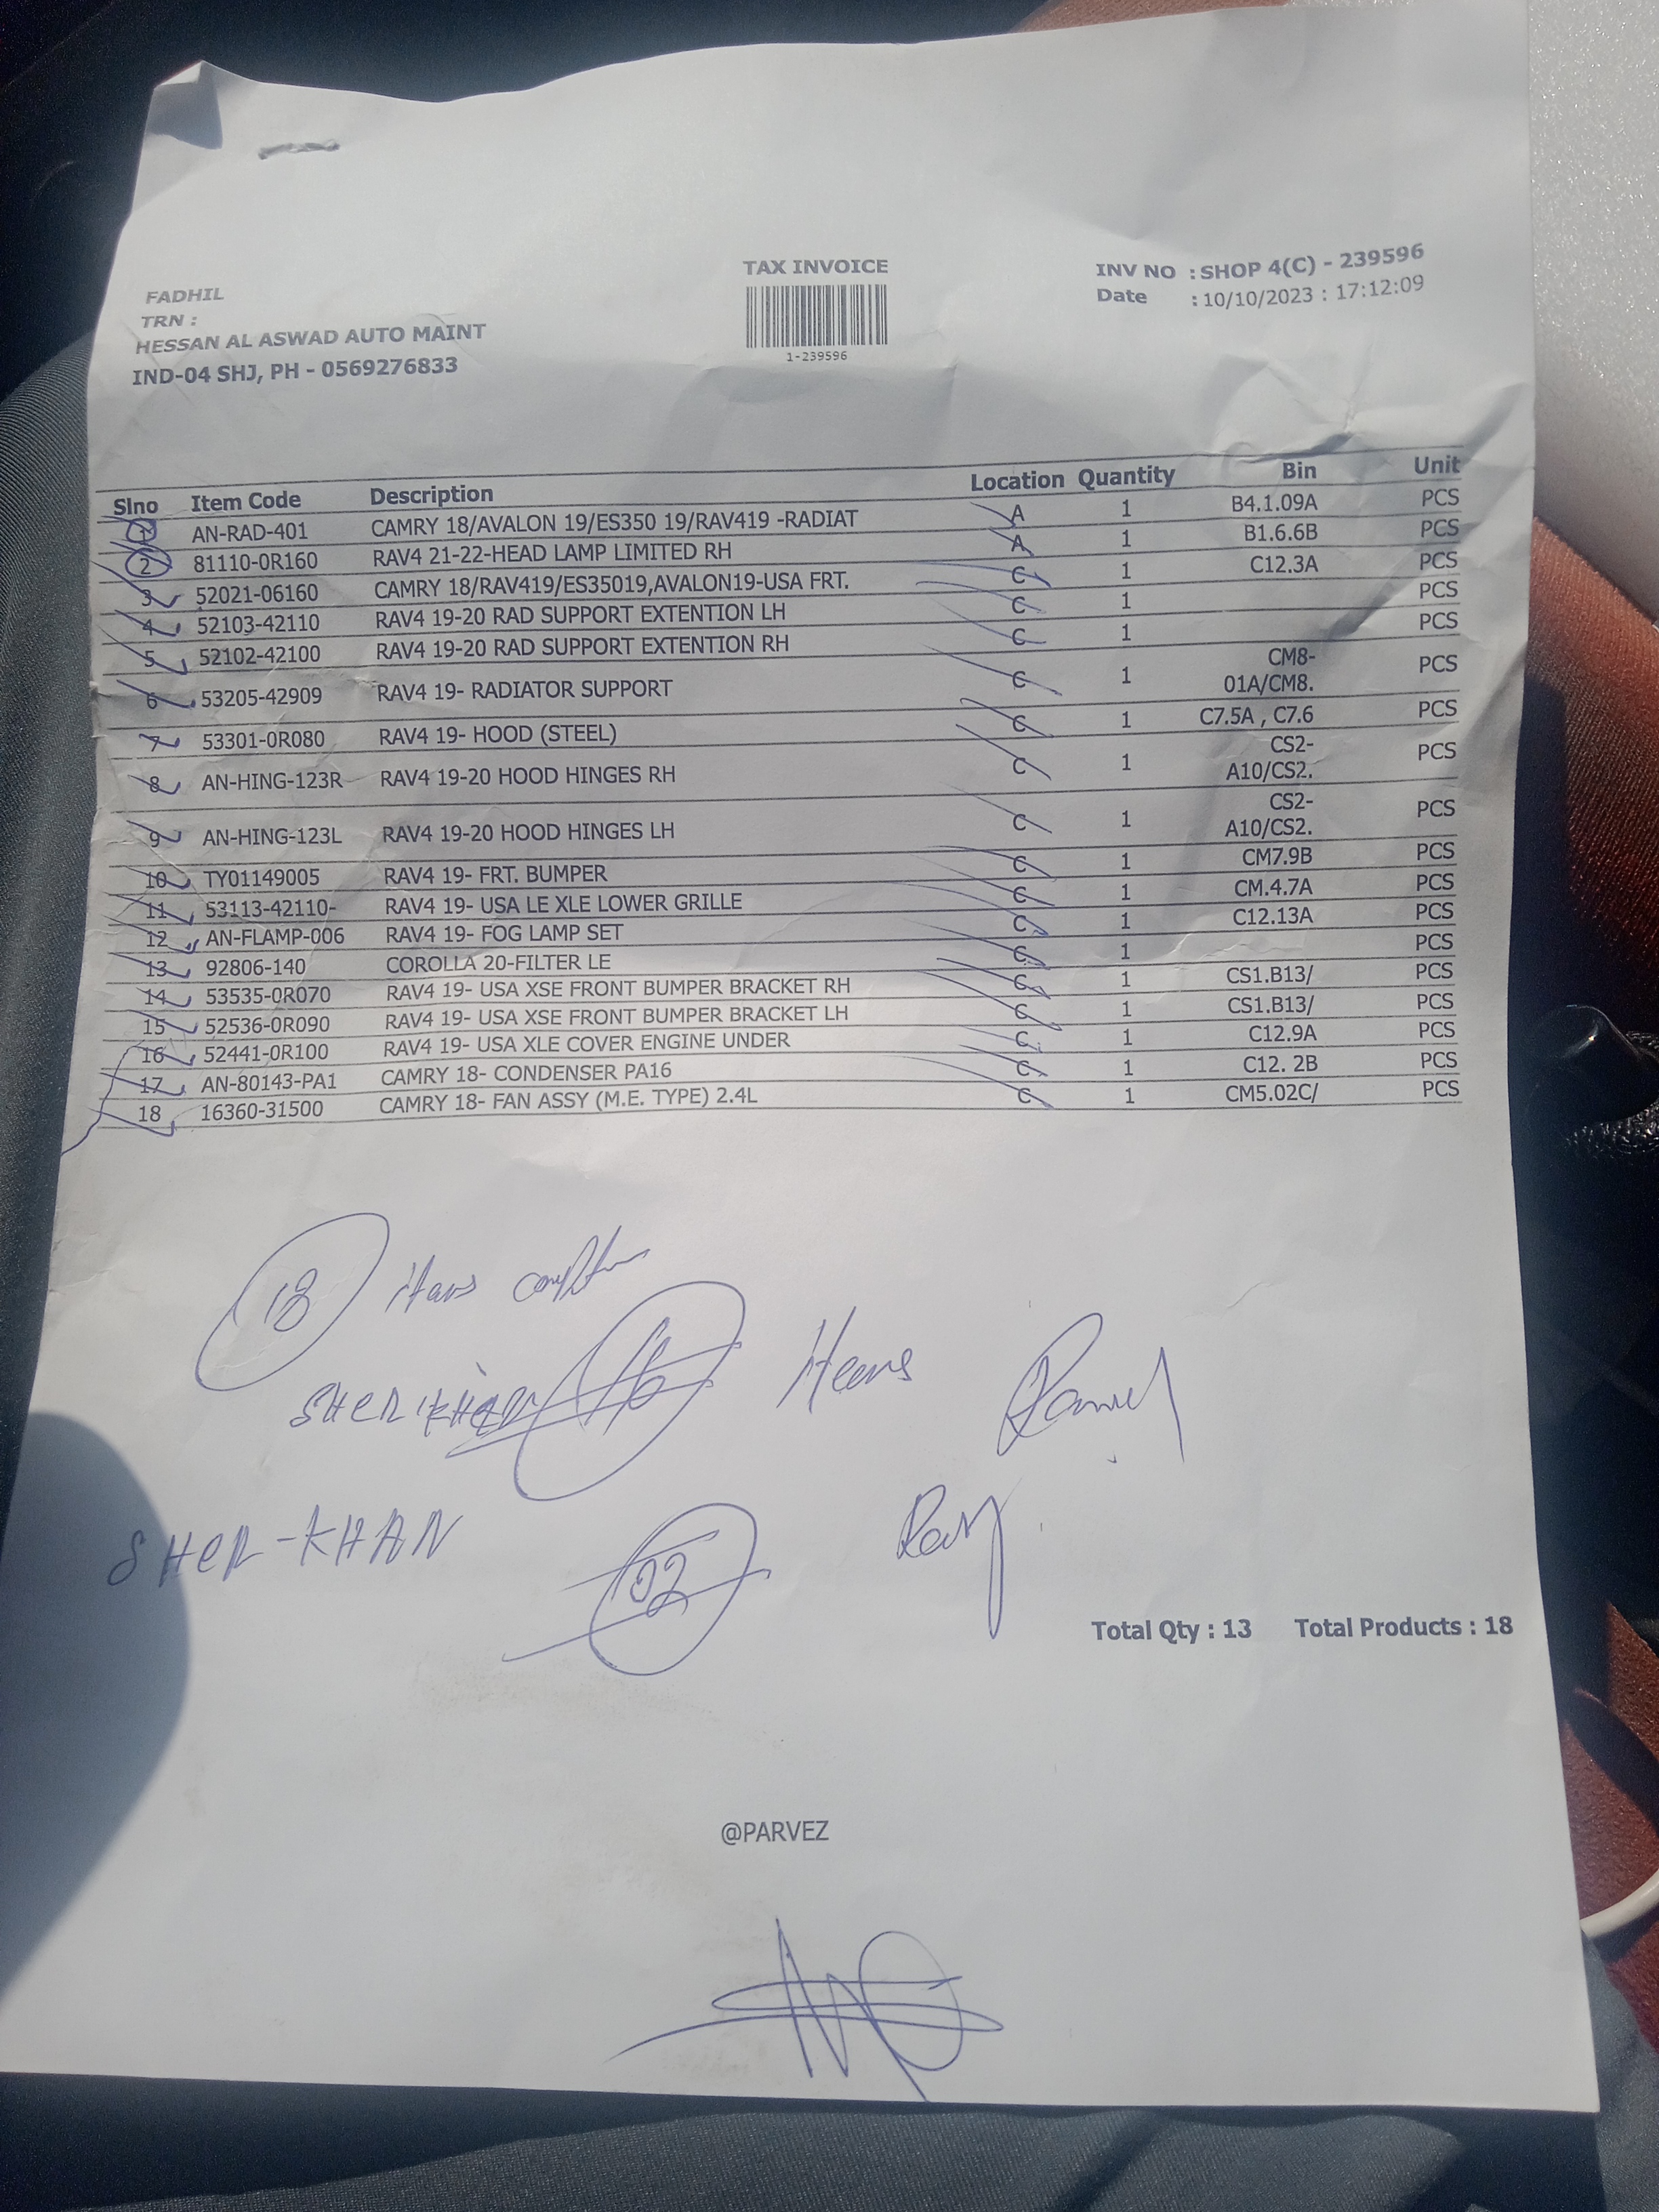 TAX INVOICE
1-239596
INV NO : SHOP 4(C) - 239596
Date : 10/10/2023 : 17:12:09
FADHIL
TRN :
HESSAN AL ASWAD AUTO MAINT
IND-04 SHJ, PH - 0569276833
Slno Item Code Description Location Quantity Bin Unit
1 AN-RAD-401 CAMRY 18/AVALON 19/ES350 19/RAV419 -RADIAT A 1 B4.1.09A PCS
2 81110-0R160 RAV4 21-22-HEAD LAMP LIMITED RH A 1 B1.6.6B PCS
3 52021-06160 CAMRY 18/RAV419/ES35019,AVALON19-USA FRT. C 1 C12.3A PCS
4 52103-42110 RAV4 19-20 RAD SUPPORT EXTENTION LH C 1 PCS
5 52102-42100 RAV4 19-20 RAD SUPPORT EXTENTION RH C 1 PCS
6 53205-42909 RAV4 19- RADIATOR SUPPORT C 1 CM8-01A/CM8. PCS
7 53301-0R080 RAV4 19- HOOD (STEEL) C 1 C7.5A , C7.6 PCS
8 AN-HING-123R RAV4 19-20 HOOD HINGES RH C 1 CS2-A10/CS2. PCS
9 AN-HING-123L RAV4 19-20 HOOD HINGES LH C 1 CS2-A10/CS2. PCS
10 TY01149005 RAV4 19- FRT. BUMPER C 1 CM7.9B PCS
11 53113-42110- RAV4 19- USA LE XLE LOWER GRILLE C 1 CM.4.7A PCS
12 AN-FLAMP-006 RAV4 19- FOG LAMP SET C 1 C12.13A PCS
13 92806-140 COROLLA 20-FILTER LE C 1 PCS
14 53535-0R070 RAV4 19- USA XSE FRONT BUMPER BRACKET RH C 1 CS1.B13/ PCS
15 52536-0R090 RAV4 19- USA XSE FRONT BUMPER BRACKET LH C 1 CS1.B13/ PCS
16 52441-0R100 RAV4 19- USA XLE COVER ENGINE UNDER C 1 C12.9A PCS
17 AN-80143-PA1 CAMRY 18- CONDENSER PA16 C 1 C12. 2B PCS
18 16360-31500 CAMRY 18- FAN ASSY (M.E. TYPE) 2.4L C 1 CM5.02C/ PCS
18
SHER KHAN 16
SHER-KHAN 02
Total Qty : 13 Total Products : 18
@PARVEZ